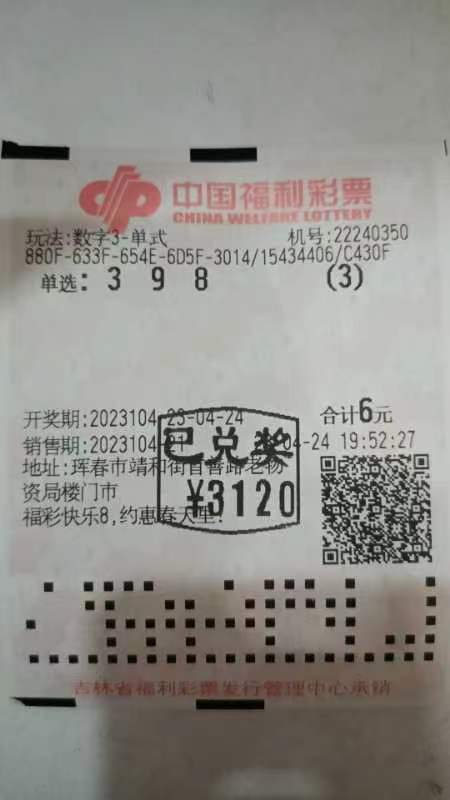 中国福利彩票
CHINA WELFARE LOTTERY
玩法:数字3-单式 机号:22240350
880F-633F-654E-6D5F-3014/15434406/C430F
单选: 3 9 8 (3)
开奖期:2023104 23-04-24 合计6元
销售期:2023104 04-24 19:52:27
已兑奖
地址:珲春市靖和街 老物
¥3120
资局楼门市
福彩快乐8,约惠春天里!
吉林省福利彩票发行管理中心承销